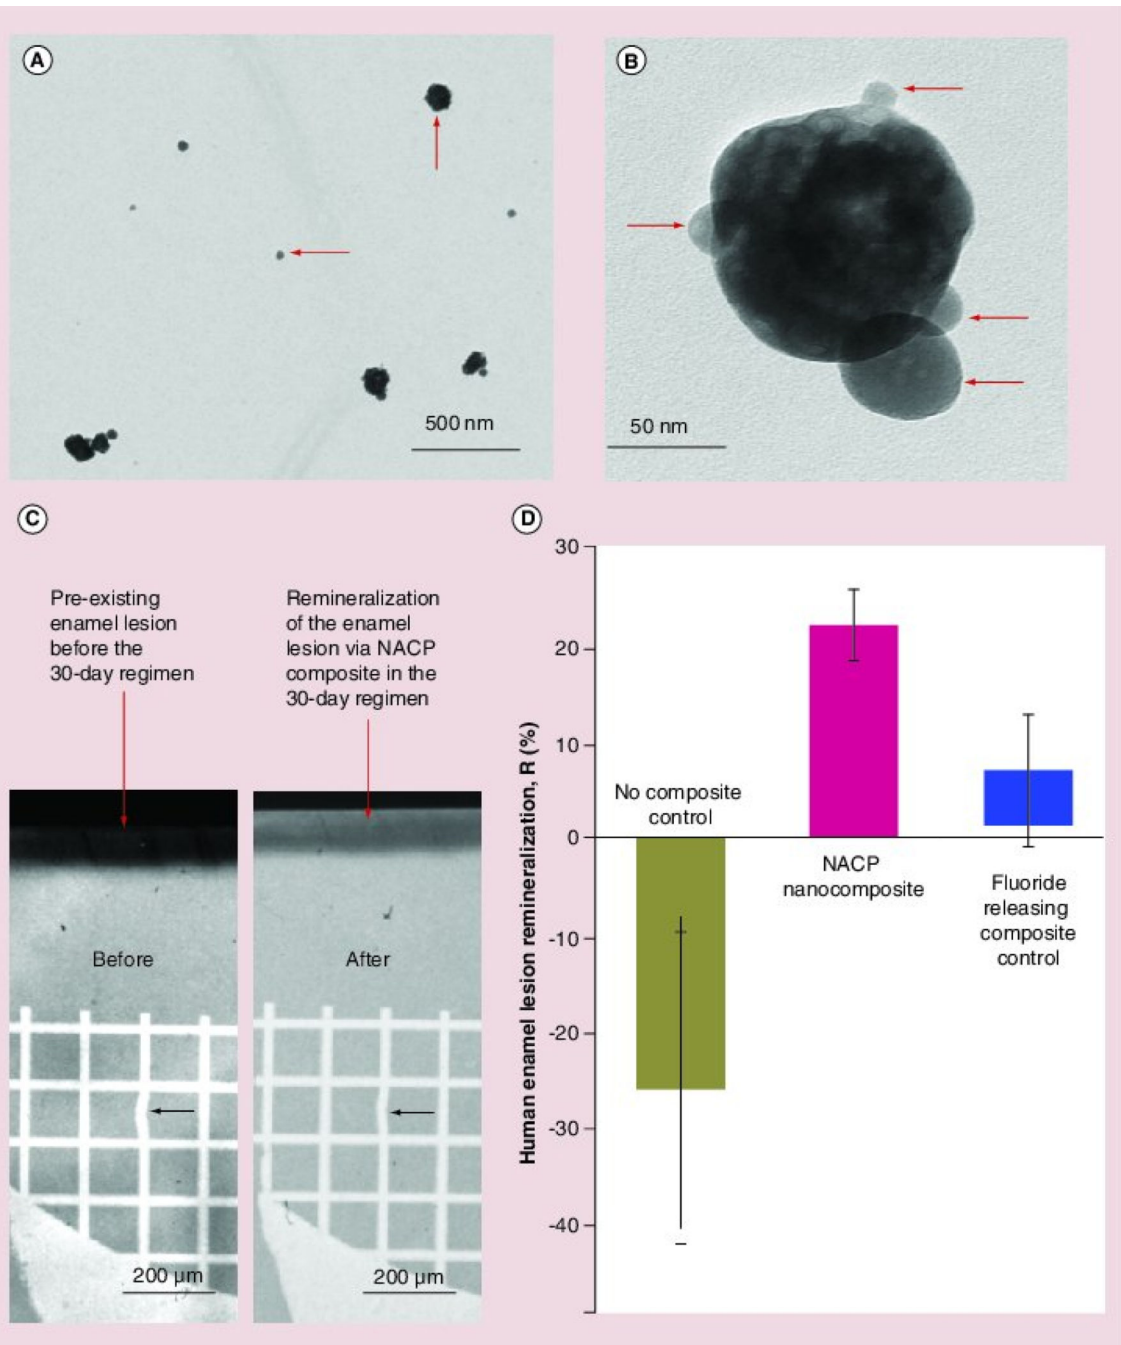 A
500 nm
B
50 nm
C
Pre-existing
enamel lesion
before the
30-day regimen
Remineralization
of the enamel
lesion via NACP
composite in the
30-day regimen
Before
After
200 µm
200 µm
D
Human enamel lesion remineralization, R (%)
30
20
10
0
-10
-20
-30
-40
No composite
control
NACP
nanocomposite
Fluoride
releasing
composite
control